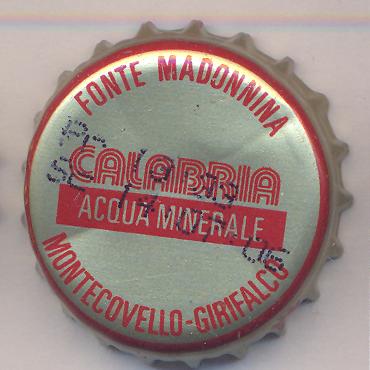 FONTE MADONNINA
CALABRIA
ACQUA MINERALE
MONTECOVELLO-GIRIFALCO